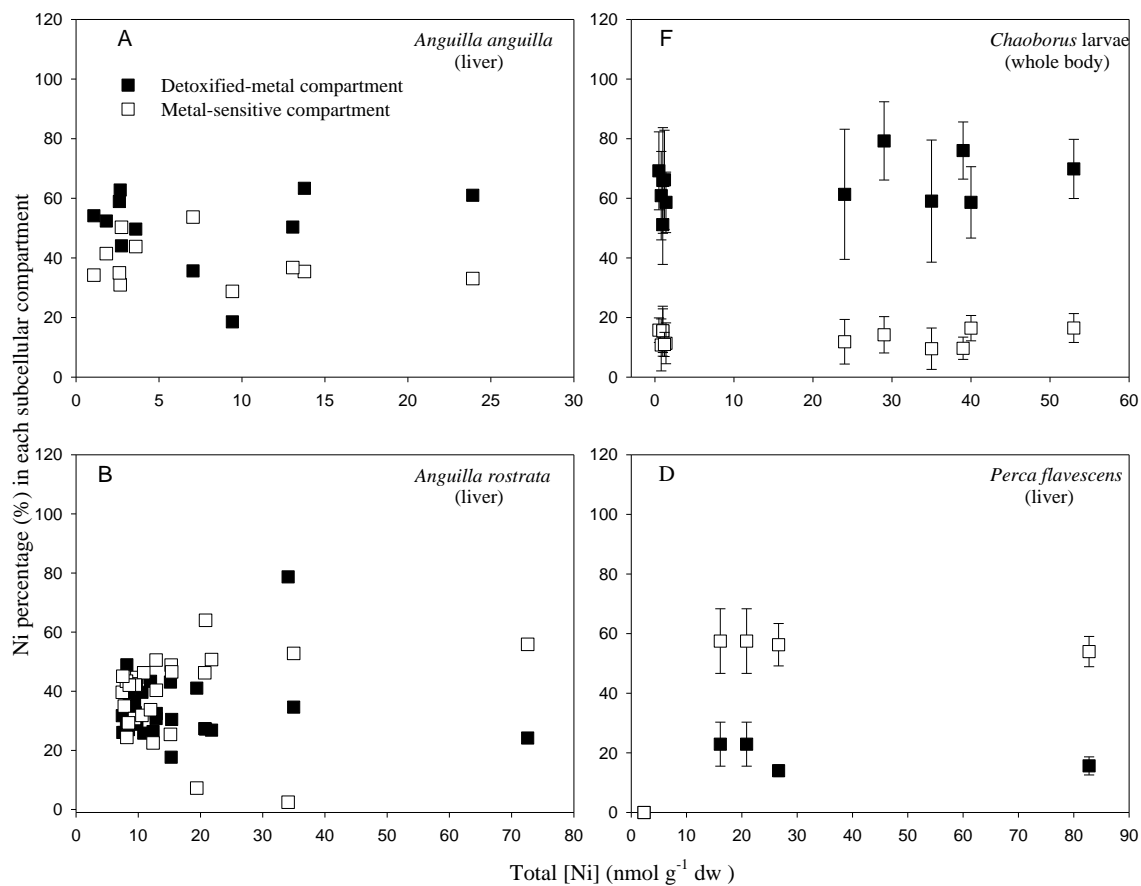 Ni percentage (%) in each subcellular compartment
A
Anguilla anguilla
(liver)
Detoxified-metal compartment
Metal-sensitive compartment
120
100
80
60
40
20
0
0 5 10 15 20 25 30
F
Chaoborus larvae
(whole body)
120
100
80
60
40
20
0
0 10 20 30 40 50 60
B
Anguilla rostrata
(liver)
120
100
80
60
40
20
0
0 10 20 30 40 50 60 70 80
D
Perca flavescens
(liver)
120
100
80
60
40
20
0
0 10 20 30 40 50 60 70 80 90
Total [Ni] (nmol g-1 dw )